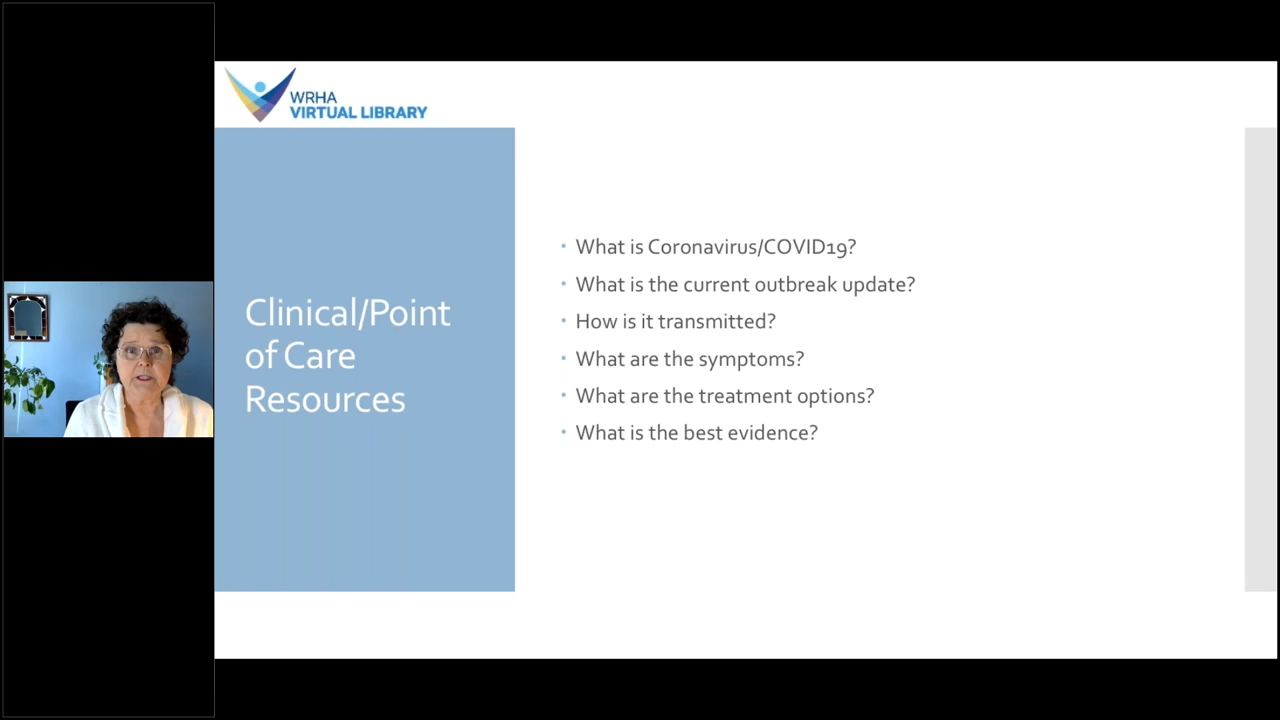 WRHA
VIRTUAL LIBRARY
Clinical/Point
of Care
Resources
• What is Coronavirus/COVID19?
• What is the current outbreak update?
• How is it transmitted?
• What are the symptoms?
• What are the treatment options?
• What is the best evidence?